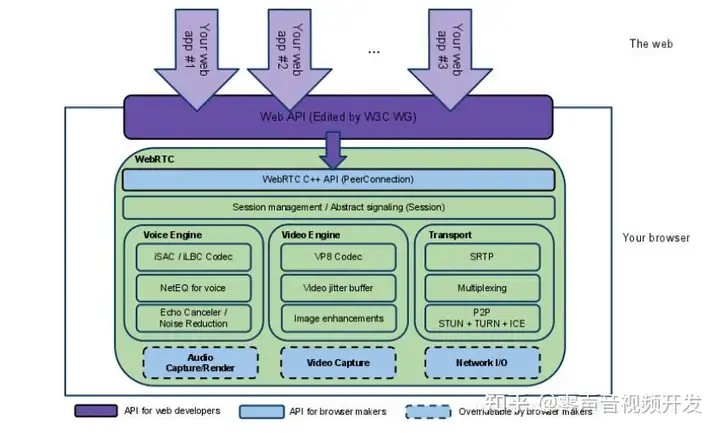 Your web
app #1
Your web
app #2
...
Your web
app #3
The web
Web API (Edited by W3C WG)
WebRTC
WebRTC C++ API (PeerConnection)
Session management / Abstract signaling (Session)
Your browser
Voice Engine
iSAC / iLBC Codec
NetEQ for voice
Echo Canceler /
Noise Reduction
Video Engine
VP8 Codec
Video jitter buffer
Image enhancements
Transport
SRTP
Multiplexing
P2P
STUN + TURN + ICE
Audio
Capture/Render
Video Capture
Network I/O
API for web developers
API for browser makers
Overrideable by browser makers
知乎 @零声音视频开发